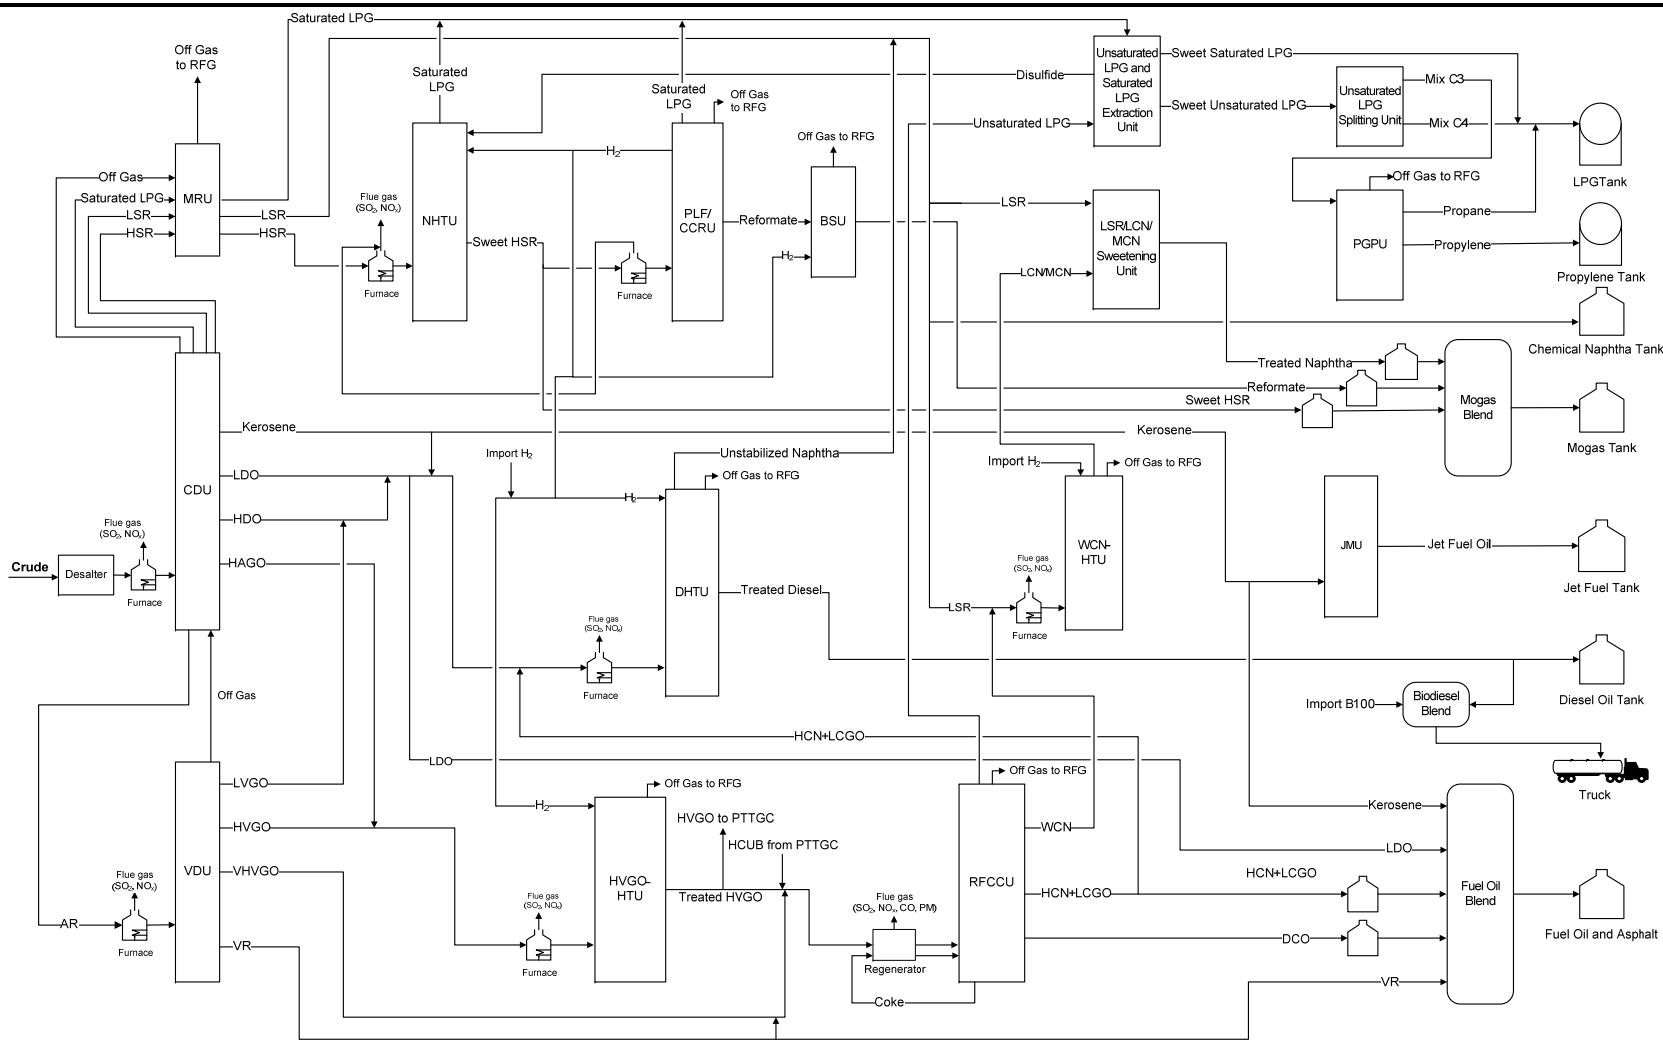 Saturated LPG
Off Gas
to RFG
Saturated
LPG
Saturated
LPG
Off Gas
to RFG
Disulfide
Unsaturated
LPG and
Saturated
LPG
Extraction
Unit
Sweet Saturated LPG
Sweet Unsaturated LPG
Unsaturated
LPG
Splitting Unit
Mix C3
Mix C4
LPGTank
Off Gas
Saturated LPG
LSR
HSR
MRU
LSR
HSR
Flue gas
(SO₂, NOₓ)
Furnace
NHTU
Sweet HSR
H₂
Furnace
PLF/
CCRU
Reformate
H₂
Off Gas to RFG
BSU
Unsaturated LPG
LSR
LCN/MCN
LSR/LCN/
MCN
Sweetening
Unit
Off Gas to RFG
PGPU
Propane
Propylene
Propylene Tank
Chemical Naphtha Tank
Treated Naphtha
Reformate
Sweet HSR
Mogas
Blend
Mogas Tank
Kerosene
Kerosene
LDO
HDO
HAGO
CDU
Crude
Desalter
Flue gas
(SO₂, NOₓ)
Furnace
Import H₂
H₂
Unstabilized Naphtha
Off Gas to RFG
DHTU
Treated Diesel
Flue gas
(SO₂, NOₓ)
Furnace
Import H₂
Off Gas to RFG
WCN-
HTU
LSR
Flue gas
(SO₂, NOₓ)
Furnace
JMU
Jet Fuel Oil
Jet Fuel Tank
Diesel Oil Tank
Import B100
Biodiesel
Blend
Truck
Off Gas
HCN+LCGO
LDO
LVGO
HVGO
VHVGO
VR
VDU
AR
Flue gas
(SO₂, NOₓ)
Furnace
H₂
Off Gas to RFG
HVGO-
HTU
HVGO to PTTGC
HCUB from PTTGC
Treated HVGO
Flue gas
(SO₂, NOₓ)
Furnace
Flue gas
(SO₂, NOₓ, CO, PM)
Regenerator
Coke
Off Gas to RFG
RFCCU
WCN
HCN+LCGO
DCO
Kerosene
LDO
HCN+LCGO
VR
Fuel Oil
Blend
Fuel Oil and Asphalt